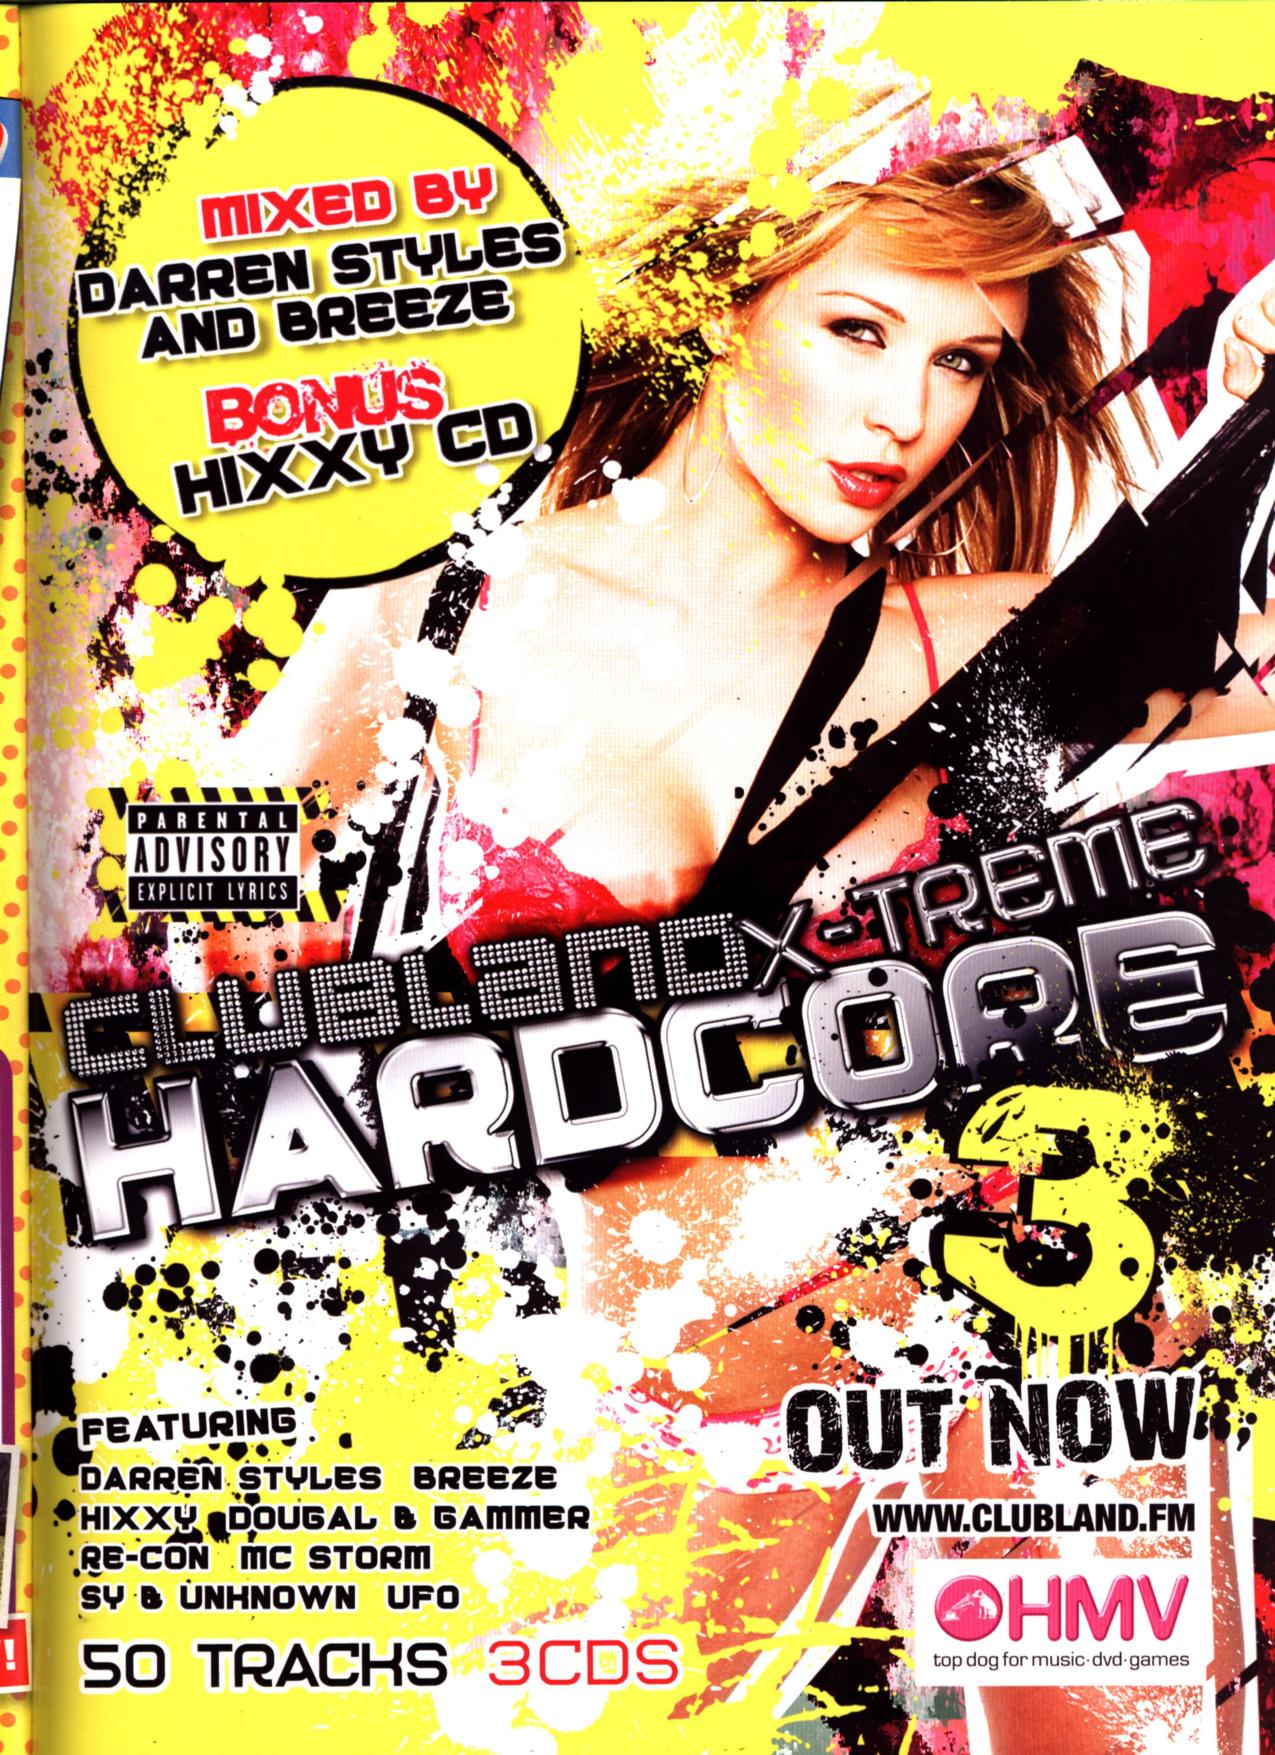 MIXED BY
DARREN STYLES
AND BREEZE
BONUS
HIXXY CD
PARENTAL
ADVISORY
EXPLICIT LYRICS
CLUBLAND X-TREME
HARDCORE
3
OUT NOW
WWW.CLUBLAND.FM
HMV
top dog for music·dvd·games
FEATURING
DARREN STYLES BREEZE
HIXXY DOUGAL & GAMMER
RE-CON MC STORM
SY & UNKNOWN UFO
50 TRACKS 3CDS
!